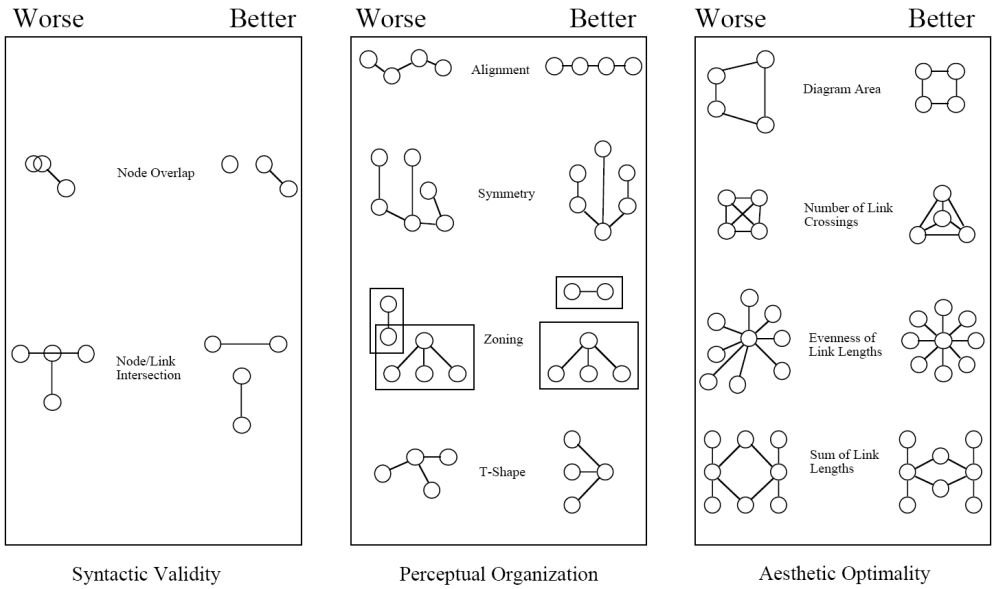 Worse Better
Node Overlap
Node/Link
Intersection
Syntactic Validity
Worse Better
Alignment
Symmetry
Zoning
T-Shape
Perceptual Organization
Worse Better
Diagram Area
Number of Link
Crossings
Evenness of
Link Lengths
Sum of Link
Lengths
Aesthetic Optimality